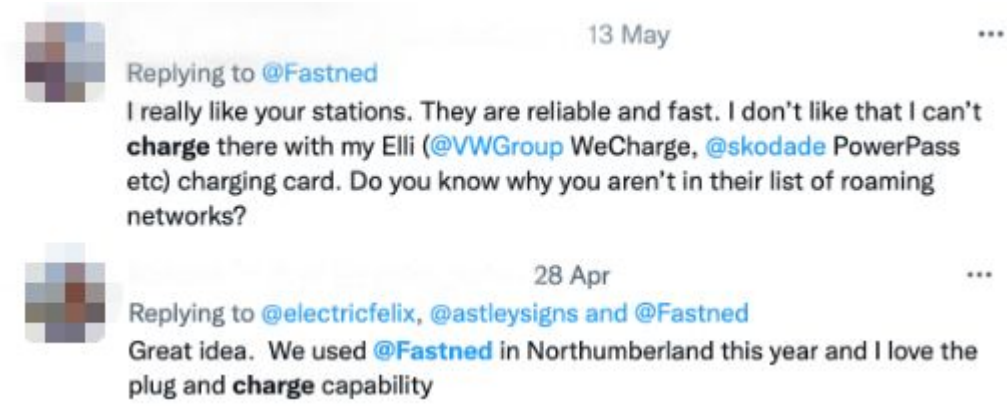 13 May
Replying to @Fastned
I really like your stations. They are reliable and fast. I don't like that I can't
charge there with my Elli (@VWGroup WeCharge, @skodade PowerPass
etc) charging card. Do you know why you aren't in their list of roaming
networks?
28 Apr
Replying to @electricfelix, @astleysigns and @Fastned
Great idea.  We used @Fastned in Northumberland this year and I love the
plug and charge capability